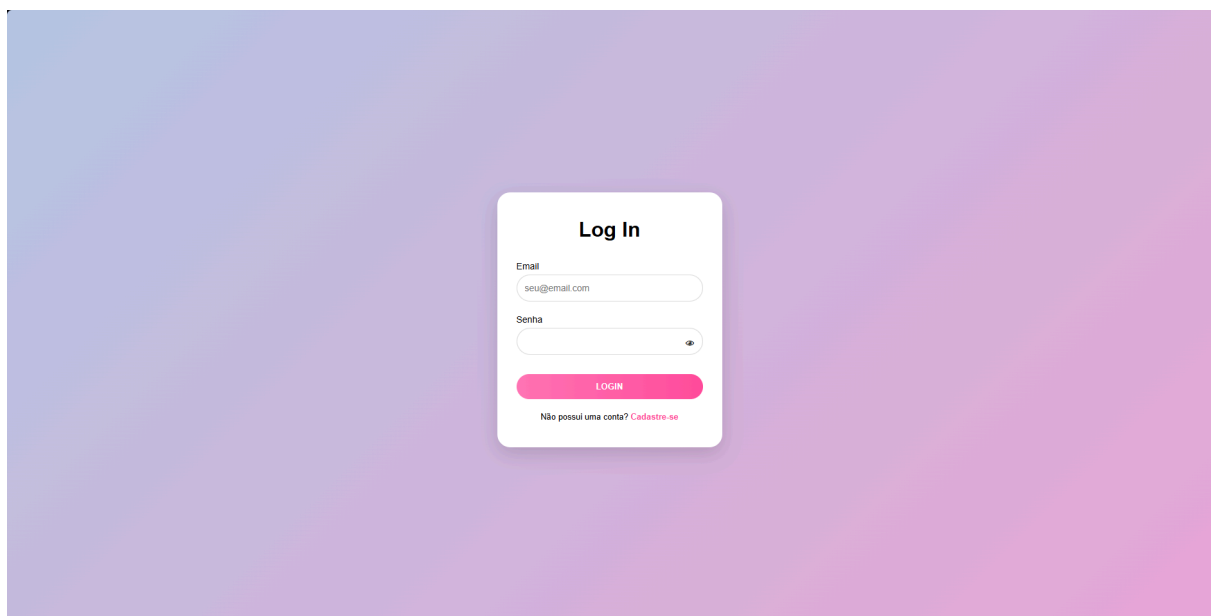 Log In
Email
seu@email.com
Senha
LOGIN
Não possui uma conta? Cadastre-se